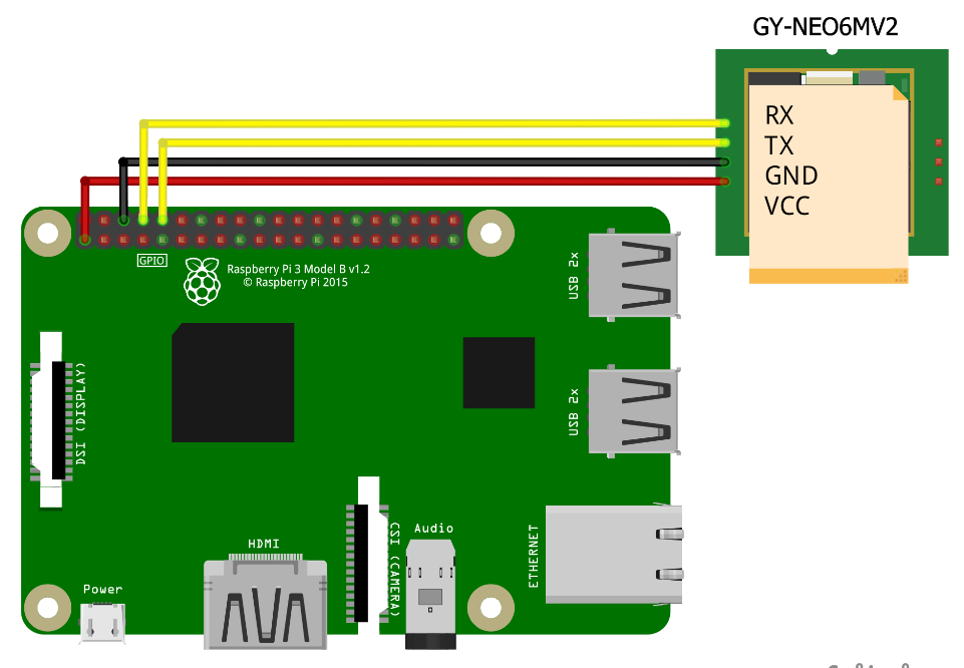 GY-NEO6MV2
RX
TX
GND
VCC
GPIO
Raspberry Pi 3 Model B v1.2
© Raspberry Pi 2015
USB 2x
DSI (DISPLAY)
USB 2x
HDMI
CSI (CAMERA)
Audio
ETHERNET
Power